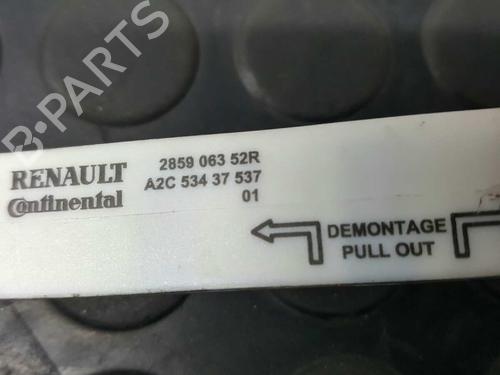 B-PARTS
RENAULT
Continental
2859 063 52R
A2C 534 37 537
01
DEMONTAGE
PULL OUT